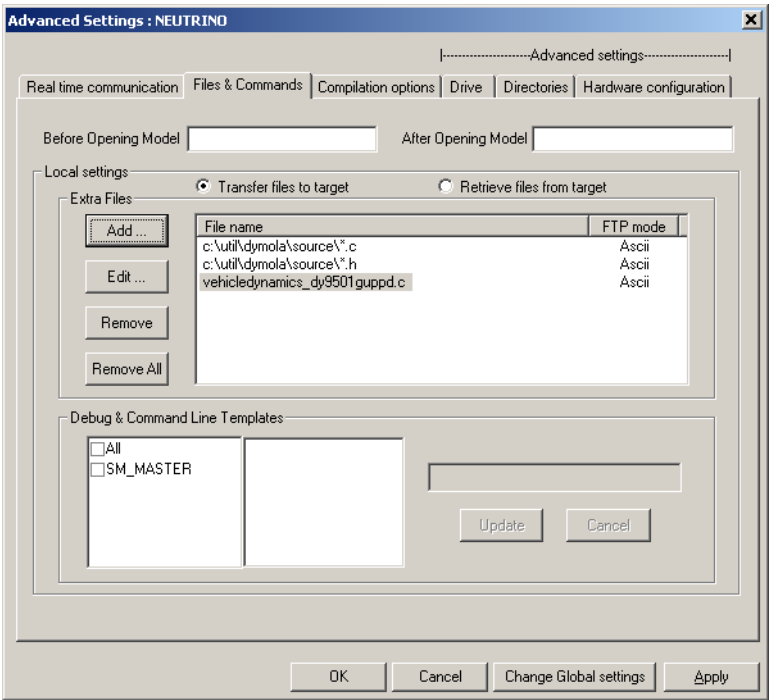 Advanced Settings : NEUTRINO
|----------------------Advanced settings---------------------|
Real time communication Files & Commands Compilation options Drive Directories Hardware configuration
Before Opening Model After Opening Model
Local settings
Transfer files to target Retrieve files from target
Extra Files
Add ...
Edit ...
Remove
Remove All
File name FTP mode
c:\util\dymola\source\*.c Ascii
c:\util\dymola\source\*.h Ascii
vehicledynamics_dy9501guppd.c Ascii
Debug & Command Line Templates
All
SM_MASTER
Update Cancel
OK Cancel Change Global settings Apply